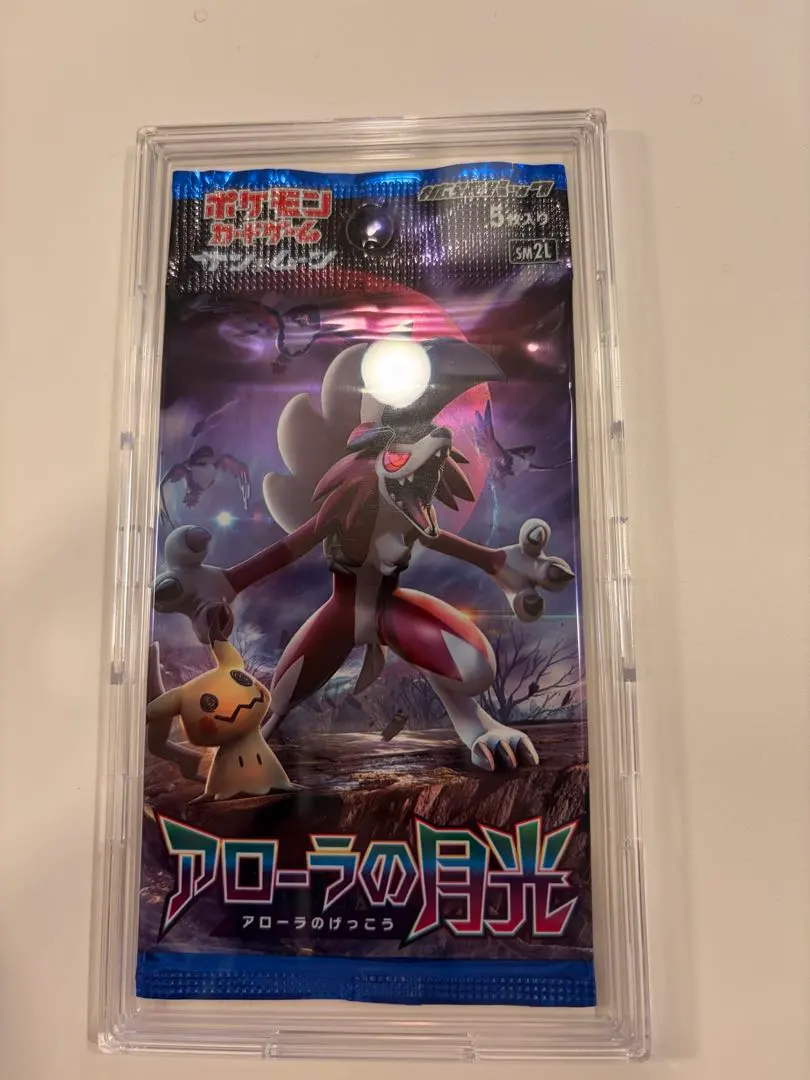 ポケモン
カードゲーム
サン&ムーン
拡張パック
5枚入り
SM2L
アローラの月光
アローラのげっこう